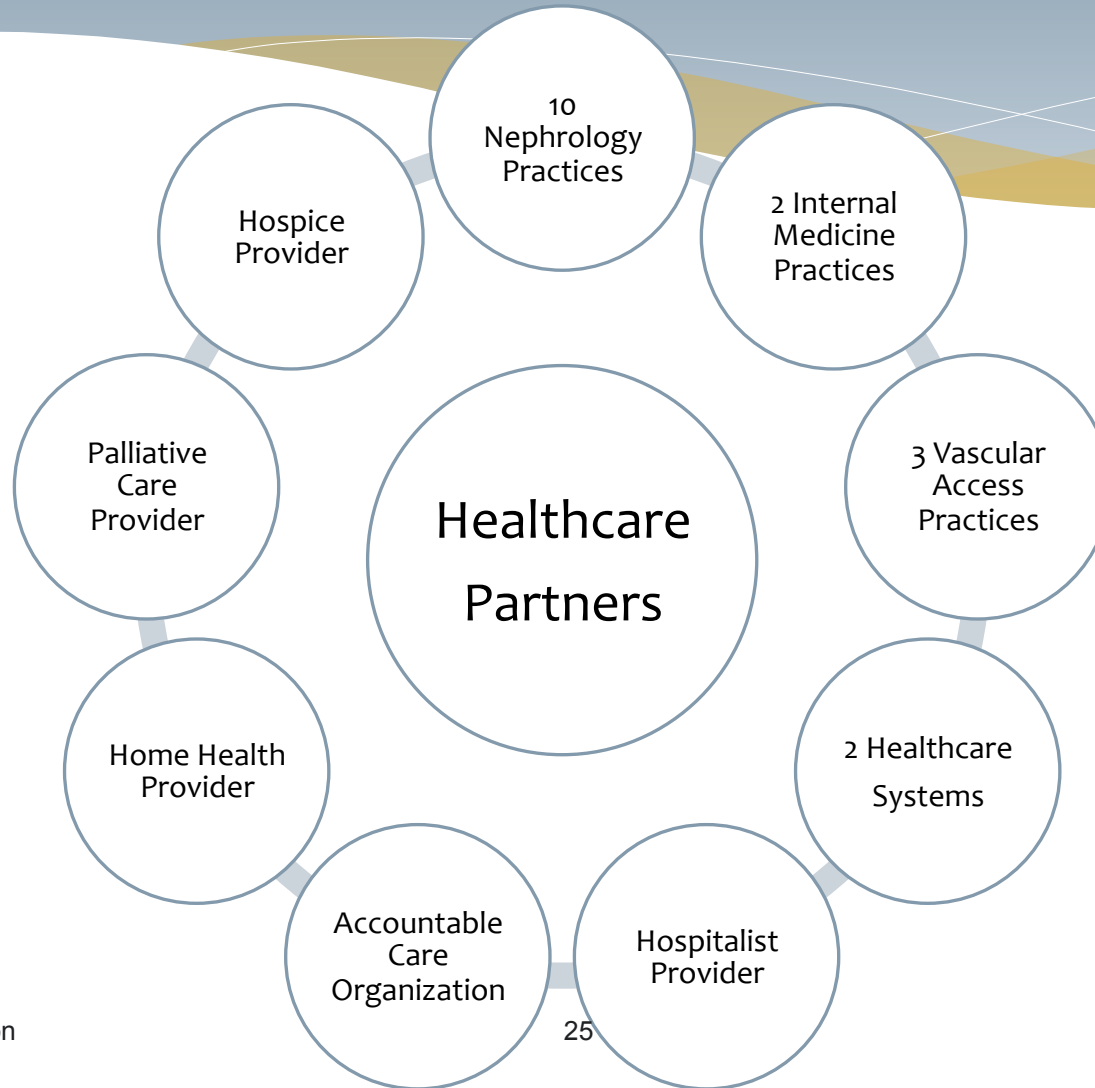 10
Nephrology
Practices
2 Internal
Medicine
Practices
3 Vascular
Access
Practices
2 Healthcare
Systems
Hospitalist
Provider
Accountable
Care
Organization
Home Health
Provider
Palliative
Care
Provider
Hospice
Provider
Healthcare
Partners
on
25